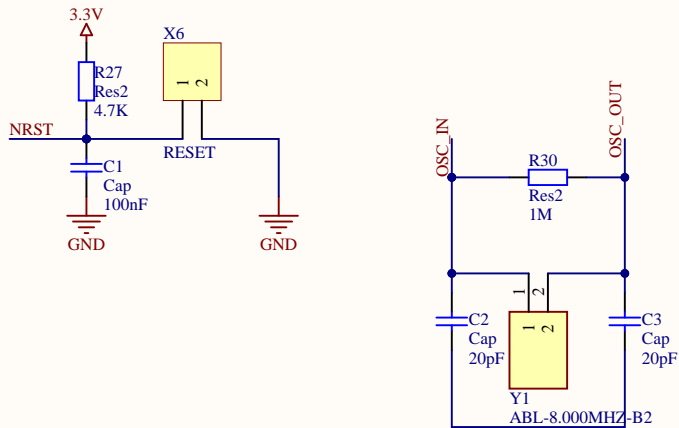 3.3V
X6
R27
Res2
4.7K
1
2
NRST
RESET
C1
Cap
100nF
GND
GND
OSC_IN
OSC_OUT
R30
Res2
1M
1
2
1
2
C2
Cap
20pF
C3
Cap
20pF
Y1
ABL-8.000MHZ-B2